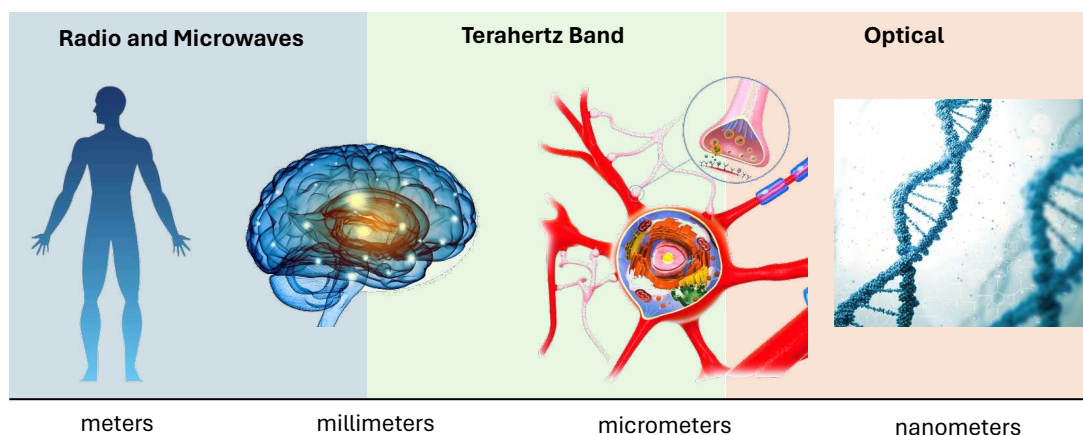 Radio and Microwaves
Terahertz Band
Optical
meters
millimeters
micrometers
nanometers